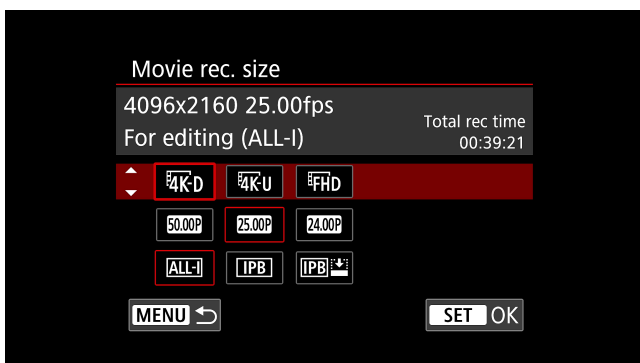 Movie rec. size
4096x2160 25.00fps
For editing (ALL-I)
Total rec time
00:39:21
4K-D 4K-U FHD
50.00P 25.00P 24.00P
ALL-I IPB IPB
MENU SET OK